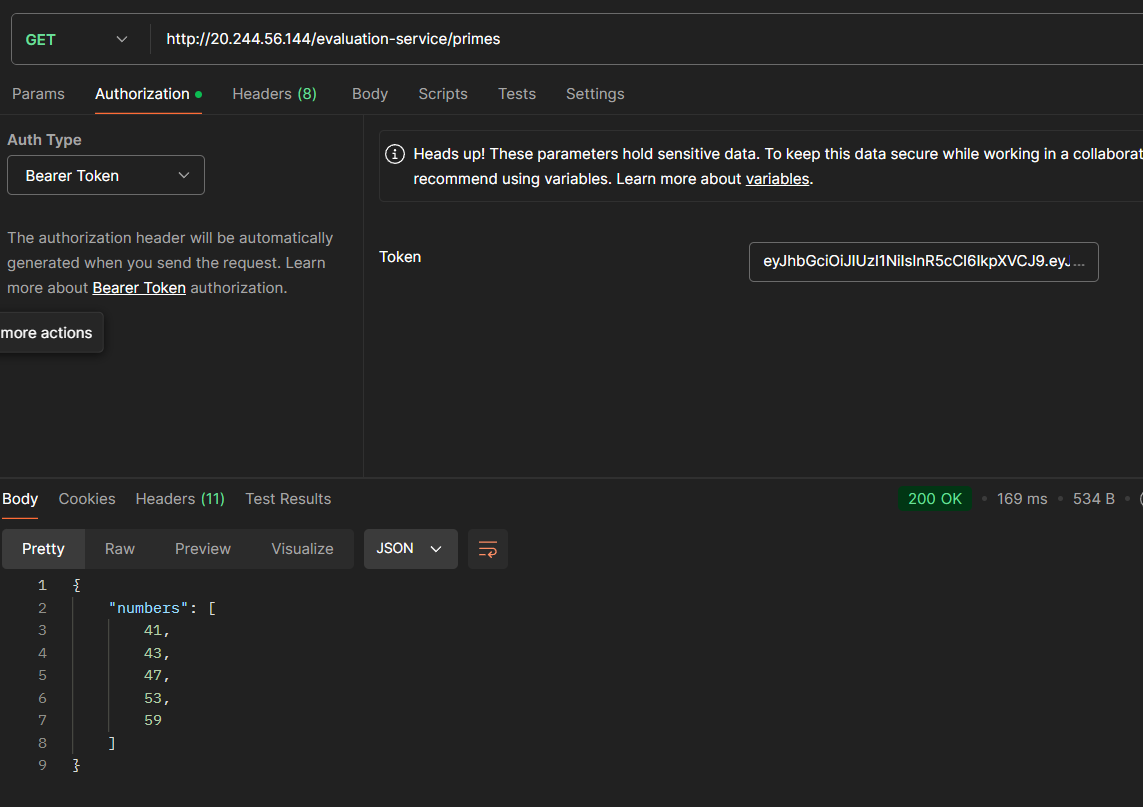 GET http://20.244.56.144/evaluation-service/primes
Params Authorization Headers (8) Body Scripts Tests Settings
Auth Type
Bearer Token
The authorization header will be automatically
generated when you send the request. Learn
more about Bearer Token authorization.
more actions
Heads up! These parameters hold sensitive data. To keep this data secure while working in a collaborat
recommend using variables. Learn more about variables.
Token
eyJhbGciOiJIUzI1NiIsInR5cCI6IkpXVCJ9.eyJ...
Body Cookies Headers (11) Test Results
200 OK • 169 ms • 534 B •
Pretty Raw Preview Visualize JSON
1 {
2 "numbers": [
3 41,
4 43,
5 47,
6 53,
7 59
8 ]
9 }